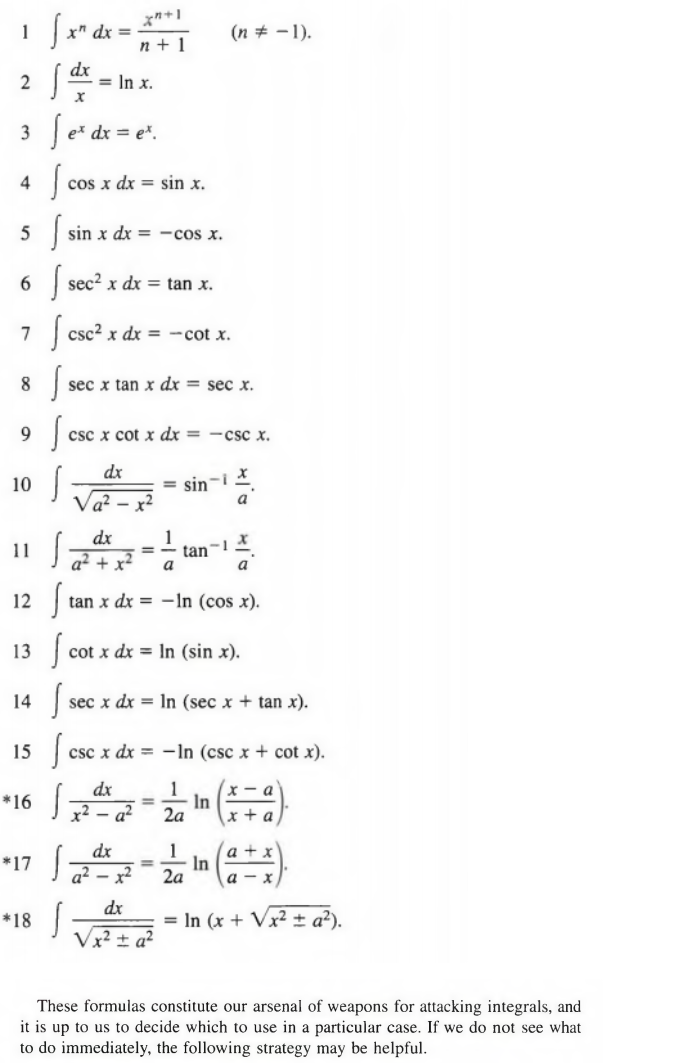 1 ∫ xⁿ dx = xⁿ⁺¹/(n + 1) (n ≠ −1).
2 ∫ dx/x = ln x.
3 ∫ eˣ dx = eˣ.
4 ∫ cos x dx = sin x.
5 ∫ sin x dx = −cos x.
6 ∫ sec² x dx = tan x.
7 ∫ csc² x dx = −cot x.
8 ∫ sec x tan x dx = sec x.
9 ∫ csc x cot x dx = −csc x.
10 ∫ dx/√(a² − x²) = sin⁻¹ x/a.
11 ∫ dx/(a² + x²) = 1/a tan⁻¹ x/a.
12 ∫ tan x dx = −ln (cos x).
13 ∫ cot x dx = ln (sin x).
14 ∫ sec x dx = ln (sec x + tan x).
15 ∫ csc x dx = −ln (csc x + cot x).
*16 ∫ dx/(x² − a²) = 1/2a ln ((x − a)/(x + a)).
*17 ∫ dx/(a² − x²) = 1/2a ln ((a + x)/(a − x)).
*18 ∫ dx/√(x² ± a²) = ln (x + √(x² ± a²)).
These formulas constitute our arsenal of weapons for attacking integrals, and
it is up to us to decide which to use in a particular case. If we do not see what
to do immediately, the following strategy may be helpful.